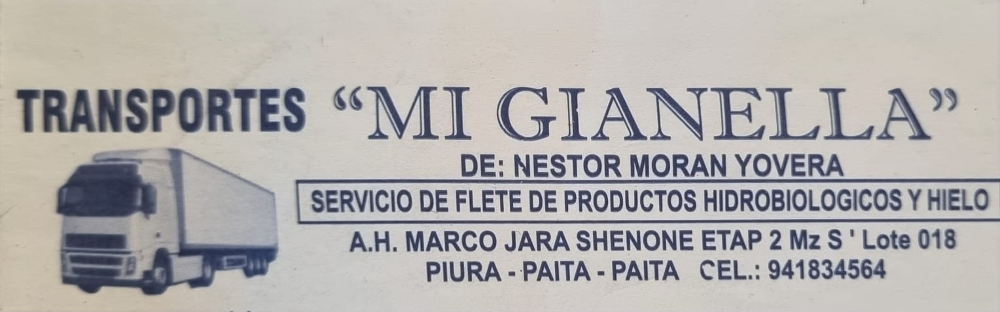 TRANSPORTES “MI GIANELLA”
DE: NESTOR MORAN YOVERA
SERVICIO DE FLETE DE PRODUCTOS HIDROBIOLOGICOS Y HIELO
A.H. MARCO JARA SHENONE ETAP 2 Mz S ' Lote 018
PIURA - PAITA - PAITA CEL.: 941834564